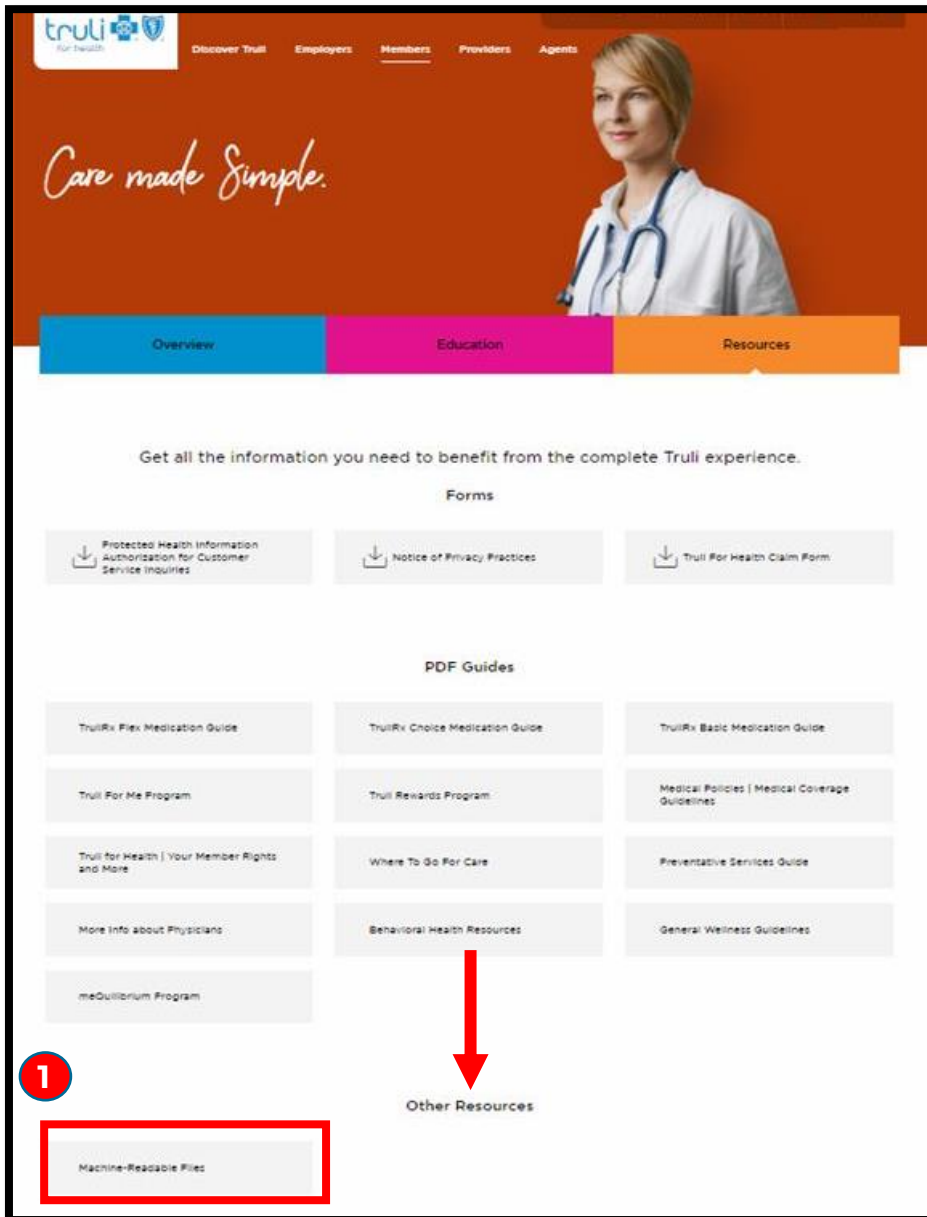 truli
for health
Discover Truli Employers Members Providers Agents
Care made Simple.
Overview Education Resources
Get all the information you need to benefit from the complete Truli experience.
Forms
Protected Health Information
Authorization for Customer
Service Inquiries
Notice of Privacy Practices
Truli For Health Claim Form
PDF Guides
TruliRx Flex Medication Guide
TruliRx Choice Medication Guide
TruliRx Basic Medication Guide
Truli For Me Program
Truli Rewards Program
Medical Policies | Medical Coverage
Guidelines
Truli for Health | Your Member Rights
and More
Where To Go For Care
Preventative Services Guide
More Info about Physicians
Behavioral Health Resources
General Wellness Guidelines
meQuilibrium Program
1
Other Resources
Machine-Readable Files